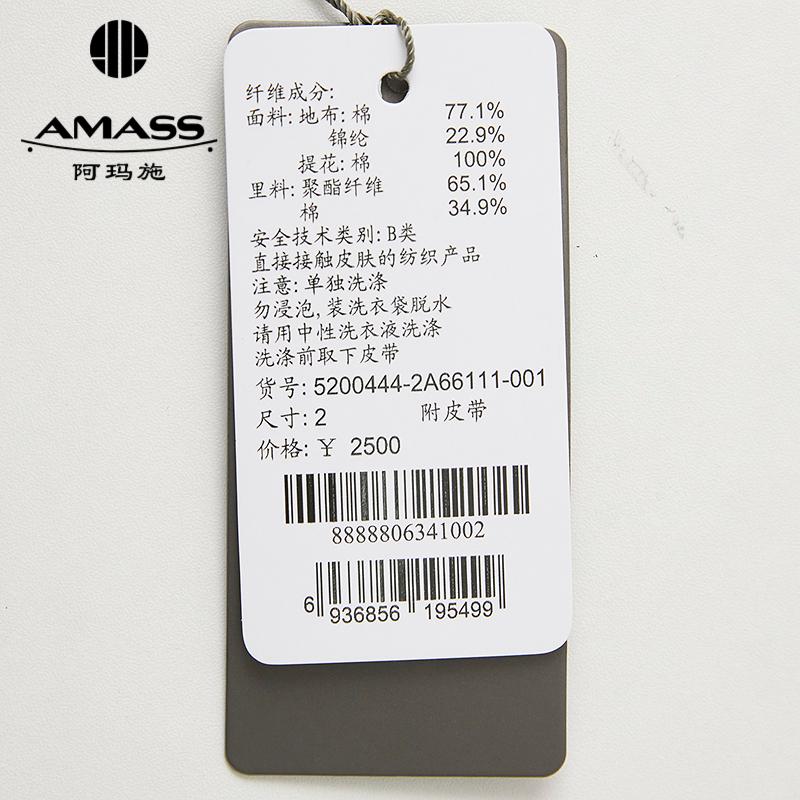 AMASS
阿玛施
纤维成分:
面料: 地布: 棉 77.1%
锦纶 22.9%
提花: 棉 100%
里料: 聚酯纤维 65.1%
棉 34.9%
安全技术类别: B类
直接接触皮肤的纺织产品
注意: 单独洗涤
勿浸泡, 装洗衣袋脱水
请用中性洗衣液洗涤
洗涤前取下皮带
货号: 5200444-2A66111-001
尺寸: 2 附皮带
价格: ¥ 2500
8888806341002
6 936856 195499